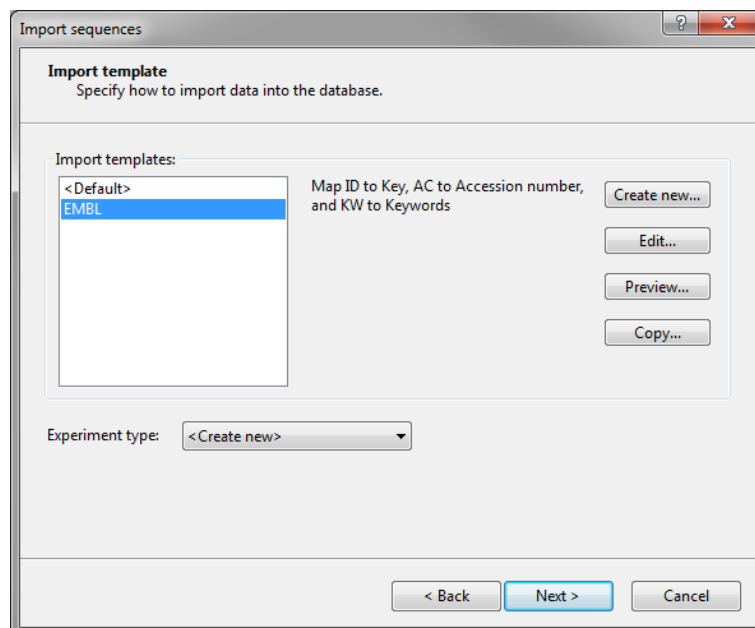 Import sequences
?
X
Import template
Specify how to import data into the database.
Import templates:
<Default>
EMBL
Map ID to Key, AC to Accession number,
and KW to Keywords
Create new...
Edit...
Preview...
Copy...
Experiment type:
<Create new>
< Back
Next >
Cancel